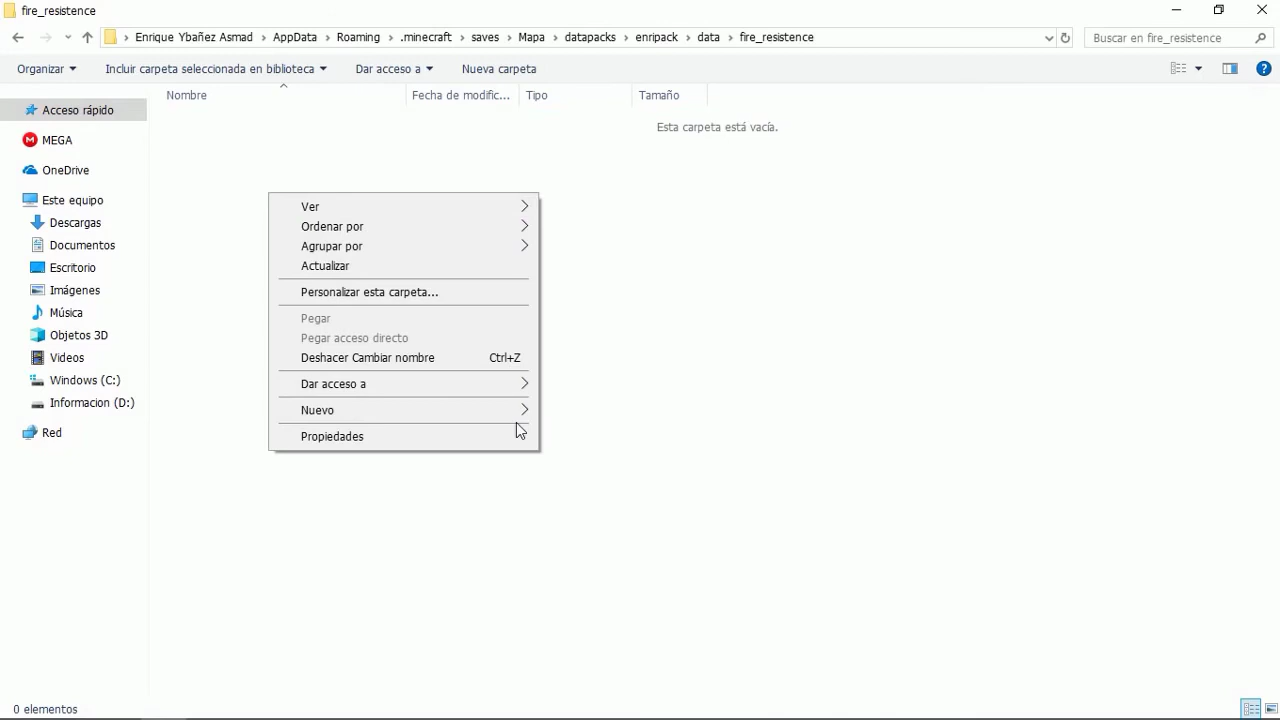 fire_resistence
Enrique Ybañez Asmad > AppData > Roaming > .minecraft > saves > Mapa > datapacks > enripack > data > fire_resistence
Buscar en fire_resistence
Organizar
Incluir carpeta seleccionada en biblioteca
Dar acceso a
Nueva carpeta
Nombre
Fecha de modific...
Tipo
Tamaño
Esta carpeta está vacía.
Acceso rápido
MEGA
OneDrive
Este equipo
Descargas
Documentos
Escritorio
Imágenes
Música
Objetos 3D
Videos
Windows (C:)
Informacion (D:)
Red
Ver
Ordenar por
Agrupar por
Actualizar
Personalizar esta carpeta...
Pegar
Pegar acceso directo
Deshacer Cambiar nombre Ctrl+Z
Dar acceso a
Nuevo
Propiedades
0 elementos